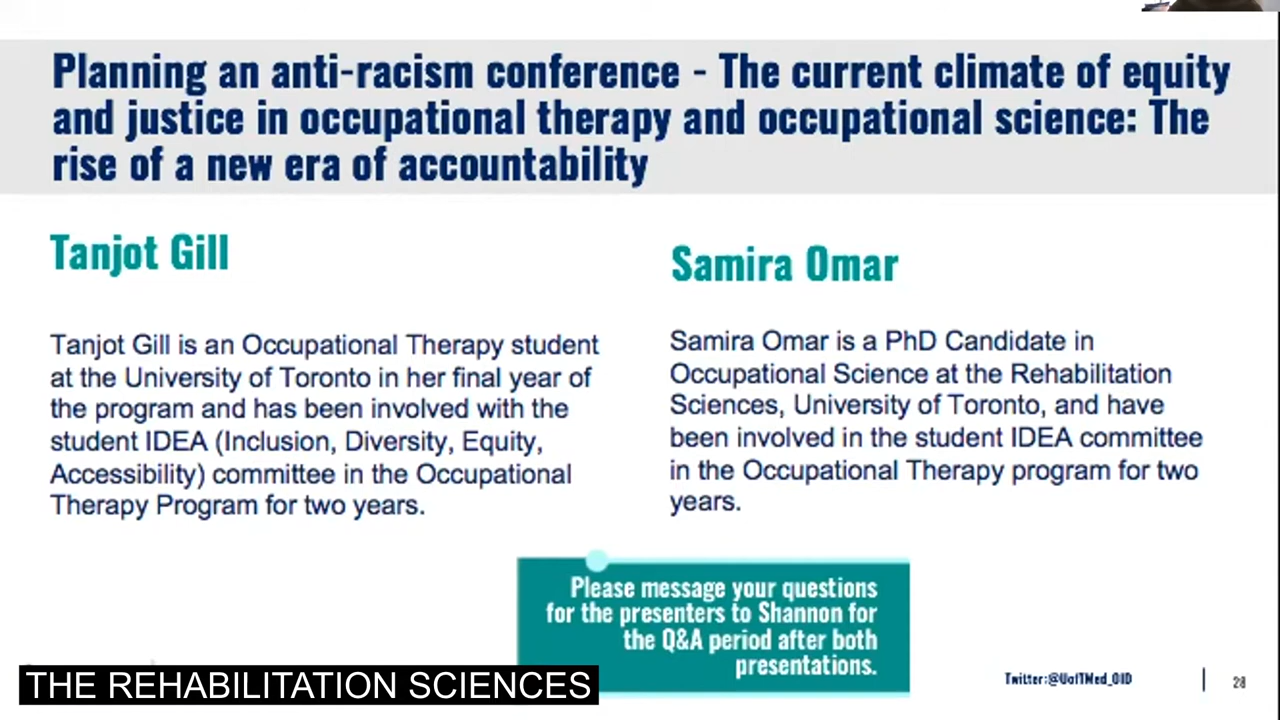 Planning an anti-racism conference - The current climate of equity
and justice in occupational therapy and occupational science: The
rise of a new era of accountability
Tanjot Gill
Tanjot Gill is an Occupational Therapy student
at the University of Toronto in her final year of
the program and has been involved with the
student IDEA (Inclusion, Diversity, Equity,
Accessibility) committee in the Occupational
Therapy Program for two years.
Samira Omar
Samira Omar is a PhD Candidate in
Occupational Science at the Rehabilitation
Sciences, University of Toronto, and have
been involved in the student IDEA committee
in the Occupational Therapy program for two
years.
Please message your questions
for the presenters to Shannon for
the Q&A period after both
presentations.
THE REHABILITATION SCIENCES
Twitter:@UofTMed_OID
28